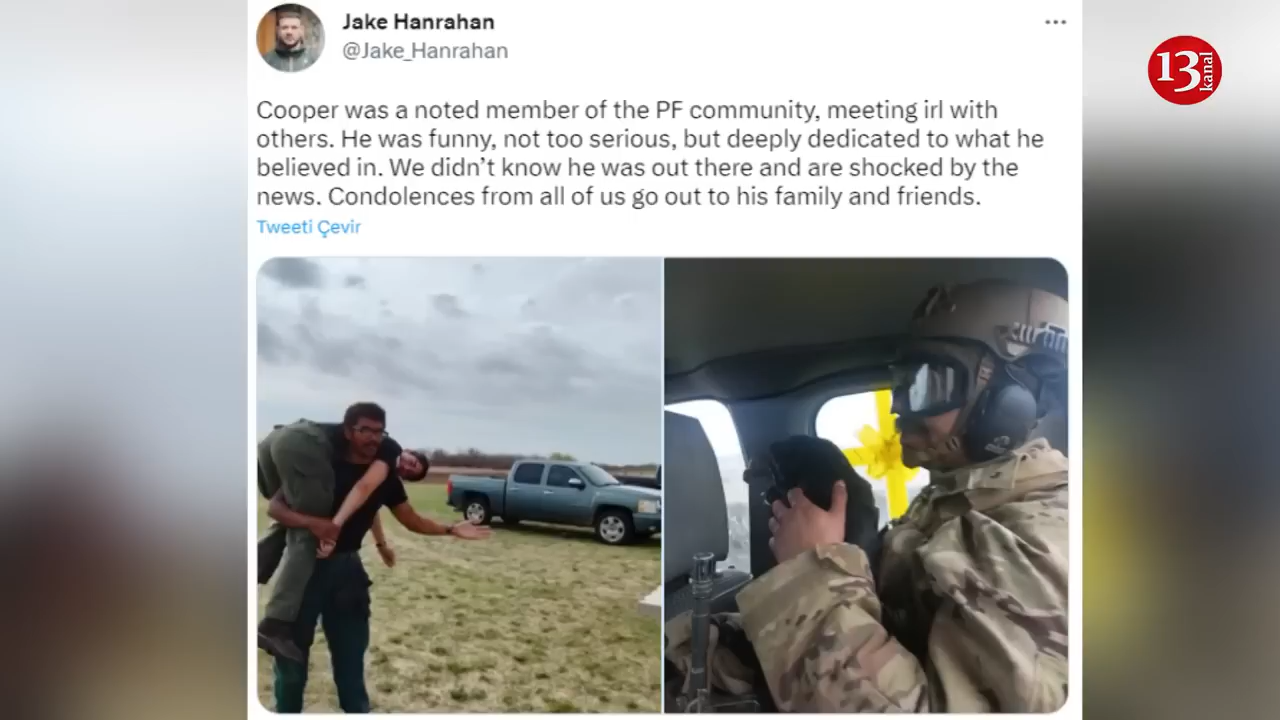 Jake Hanrahan
@Jake_Hanrahan
Cooper was a noted member of the PF community, meeting irl with
others. He was funny, not too serious, but deeply dedicated to what he
believed in. We didn’t know he was out there and are shocked by the
news. Condolences from all of us go out to his family and friends.
Tweeti Çevir
13
kanal